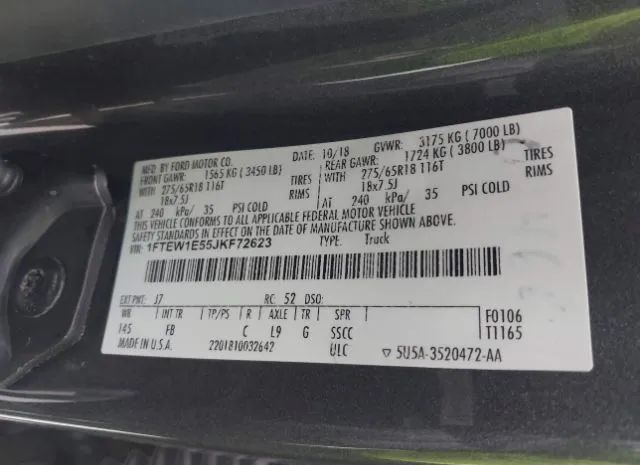 MFD. BY FORD MOTOR CO.
DATE: 10/18 GVWR: 3175 KG ( 7000 LB)
FRONT GAWR: 1565 KG ( 3450 LB) REAR GAWR: 1724 KG ( 3800 LB)
WITH 275/65R18 116T TIRES WITH 275/65R18 116T TIRES
18x7.5J RIMS 18x7.5J RIMS
AT 240 kPa/ 35 PSI COLD AT 240 kPa/ 35 PSI COLD
THIS VEHICLE CONFORMS TO ALL APPLICABLE FEDERAL MOTOR VEHICLE
SAFETY STANDARDS IN EFFECT ON THE DATE OF MANUFACTURE SHOWN ABOVE.
VIN: 1FTEW1E55JKF72623 TYPE: Truck
EXT PNT: J7 RC: 52 DSO:
WB INT TR TP/PS R AXLE TR SPR F0106
145 FB C L9 G SSCC T1165
MADE IN U.S.A. 2201810032642 ULC ▽ 5U5A-3520472-AA